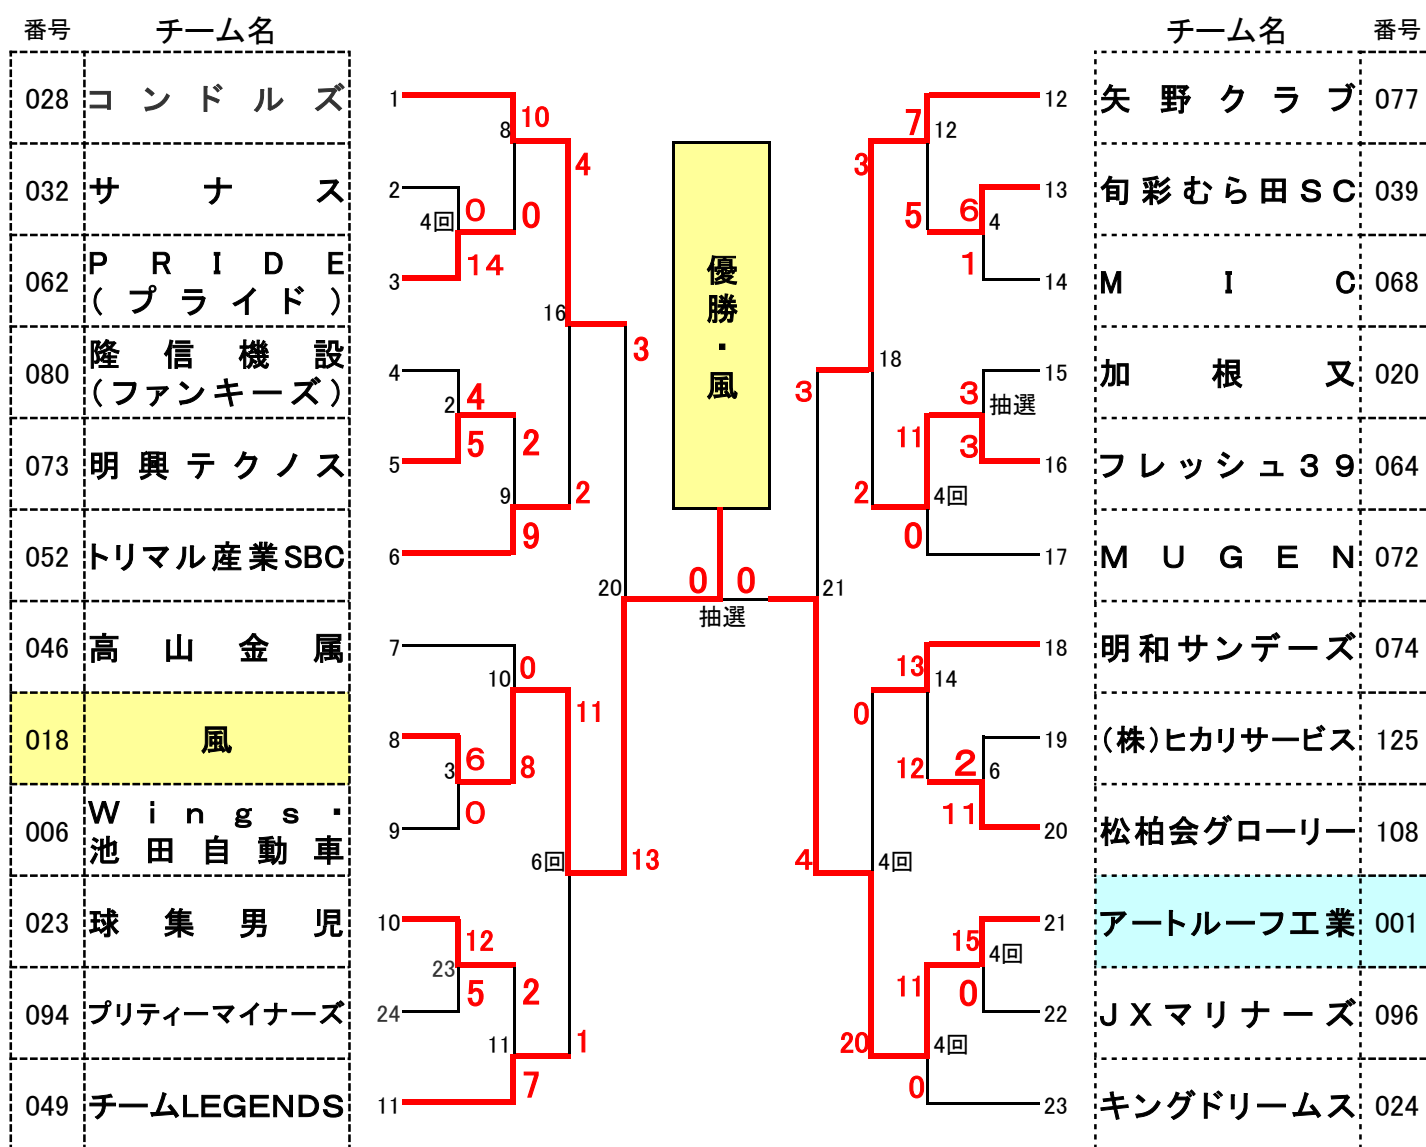 番号 チーム名
028 コンドルズ
032 サナス
062 PRIDE
(プライド)
080 隆信機設
(ファンキーズ)
073 明興テクノス
052 トリマル産業SBC
046 高山金属
018 風
006 Wings・
池田自動車
023 球集男児
094 プリティーマイナーズ
049 チームLEGENDS
1
10
8
4
2
0
4回
0
14
3
16
3
4
4
2
5
2
5
9
2
9
6
20
7
0
10
11
8
6
3
8
0
9
6回
13
10
12
23
5
2
24
11
1
7
11
優勝・風
0 0
抽選
12
7
12
3
13
6
5
4
1
14
18
3
15
3
抽選
11
3
16
2
4回
0
17
21
18
13
14
0
19
2
6
12
11
20
4
4回
21
15
4回
11
0
22
20
4回
0
23
チーム名 番号
矢野クラブ 077
旬彩むら田SC 039
MIC 068
加根又 020
フレッシュ39 064
MUGEN 072
明和サンデーズ 074
(株)ヒカリサービス 125
松柏会グローリー 108
アートルーフ工業 001
JXマリナーズ 096
キングドリームス 024